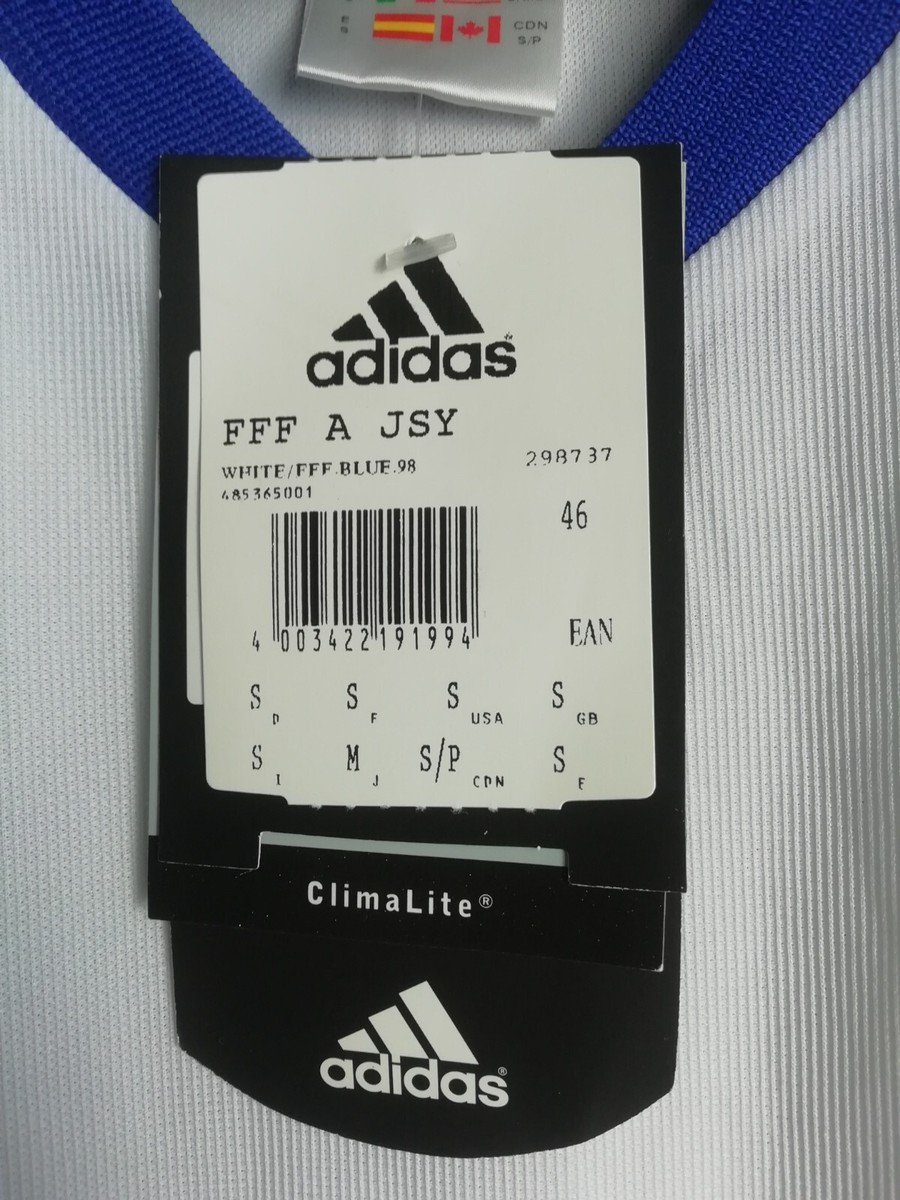 E
S
CDN
S/P
adidas
FFF A JSY
WHITE/FFF.BLUE.98
298737
485365001
46
4 003422 191994
EAN
S D S F S USA S GB
S I M J S/P CDN S E
ClimaLite®
adidas®